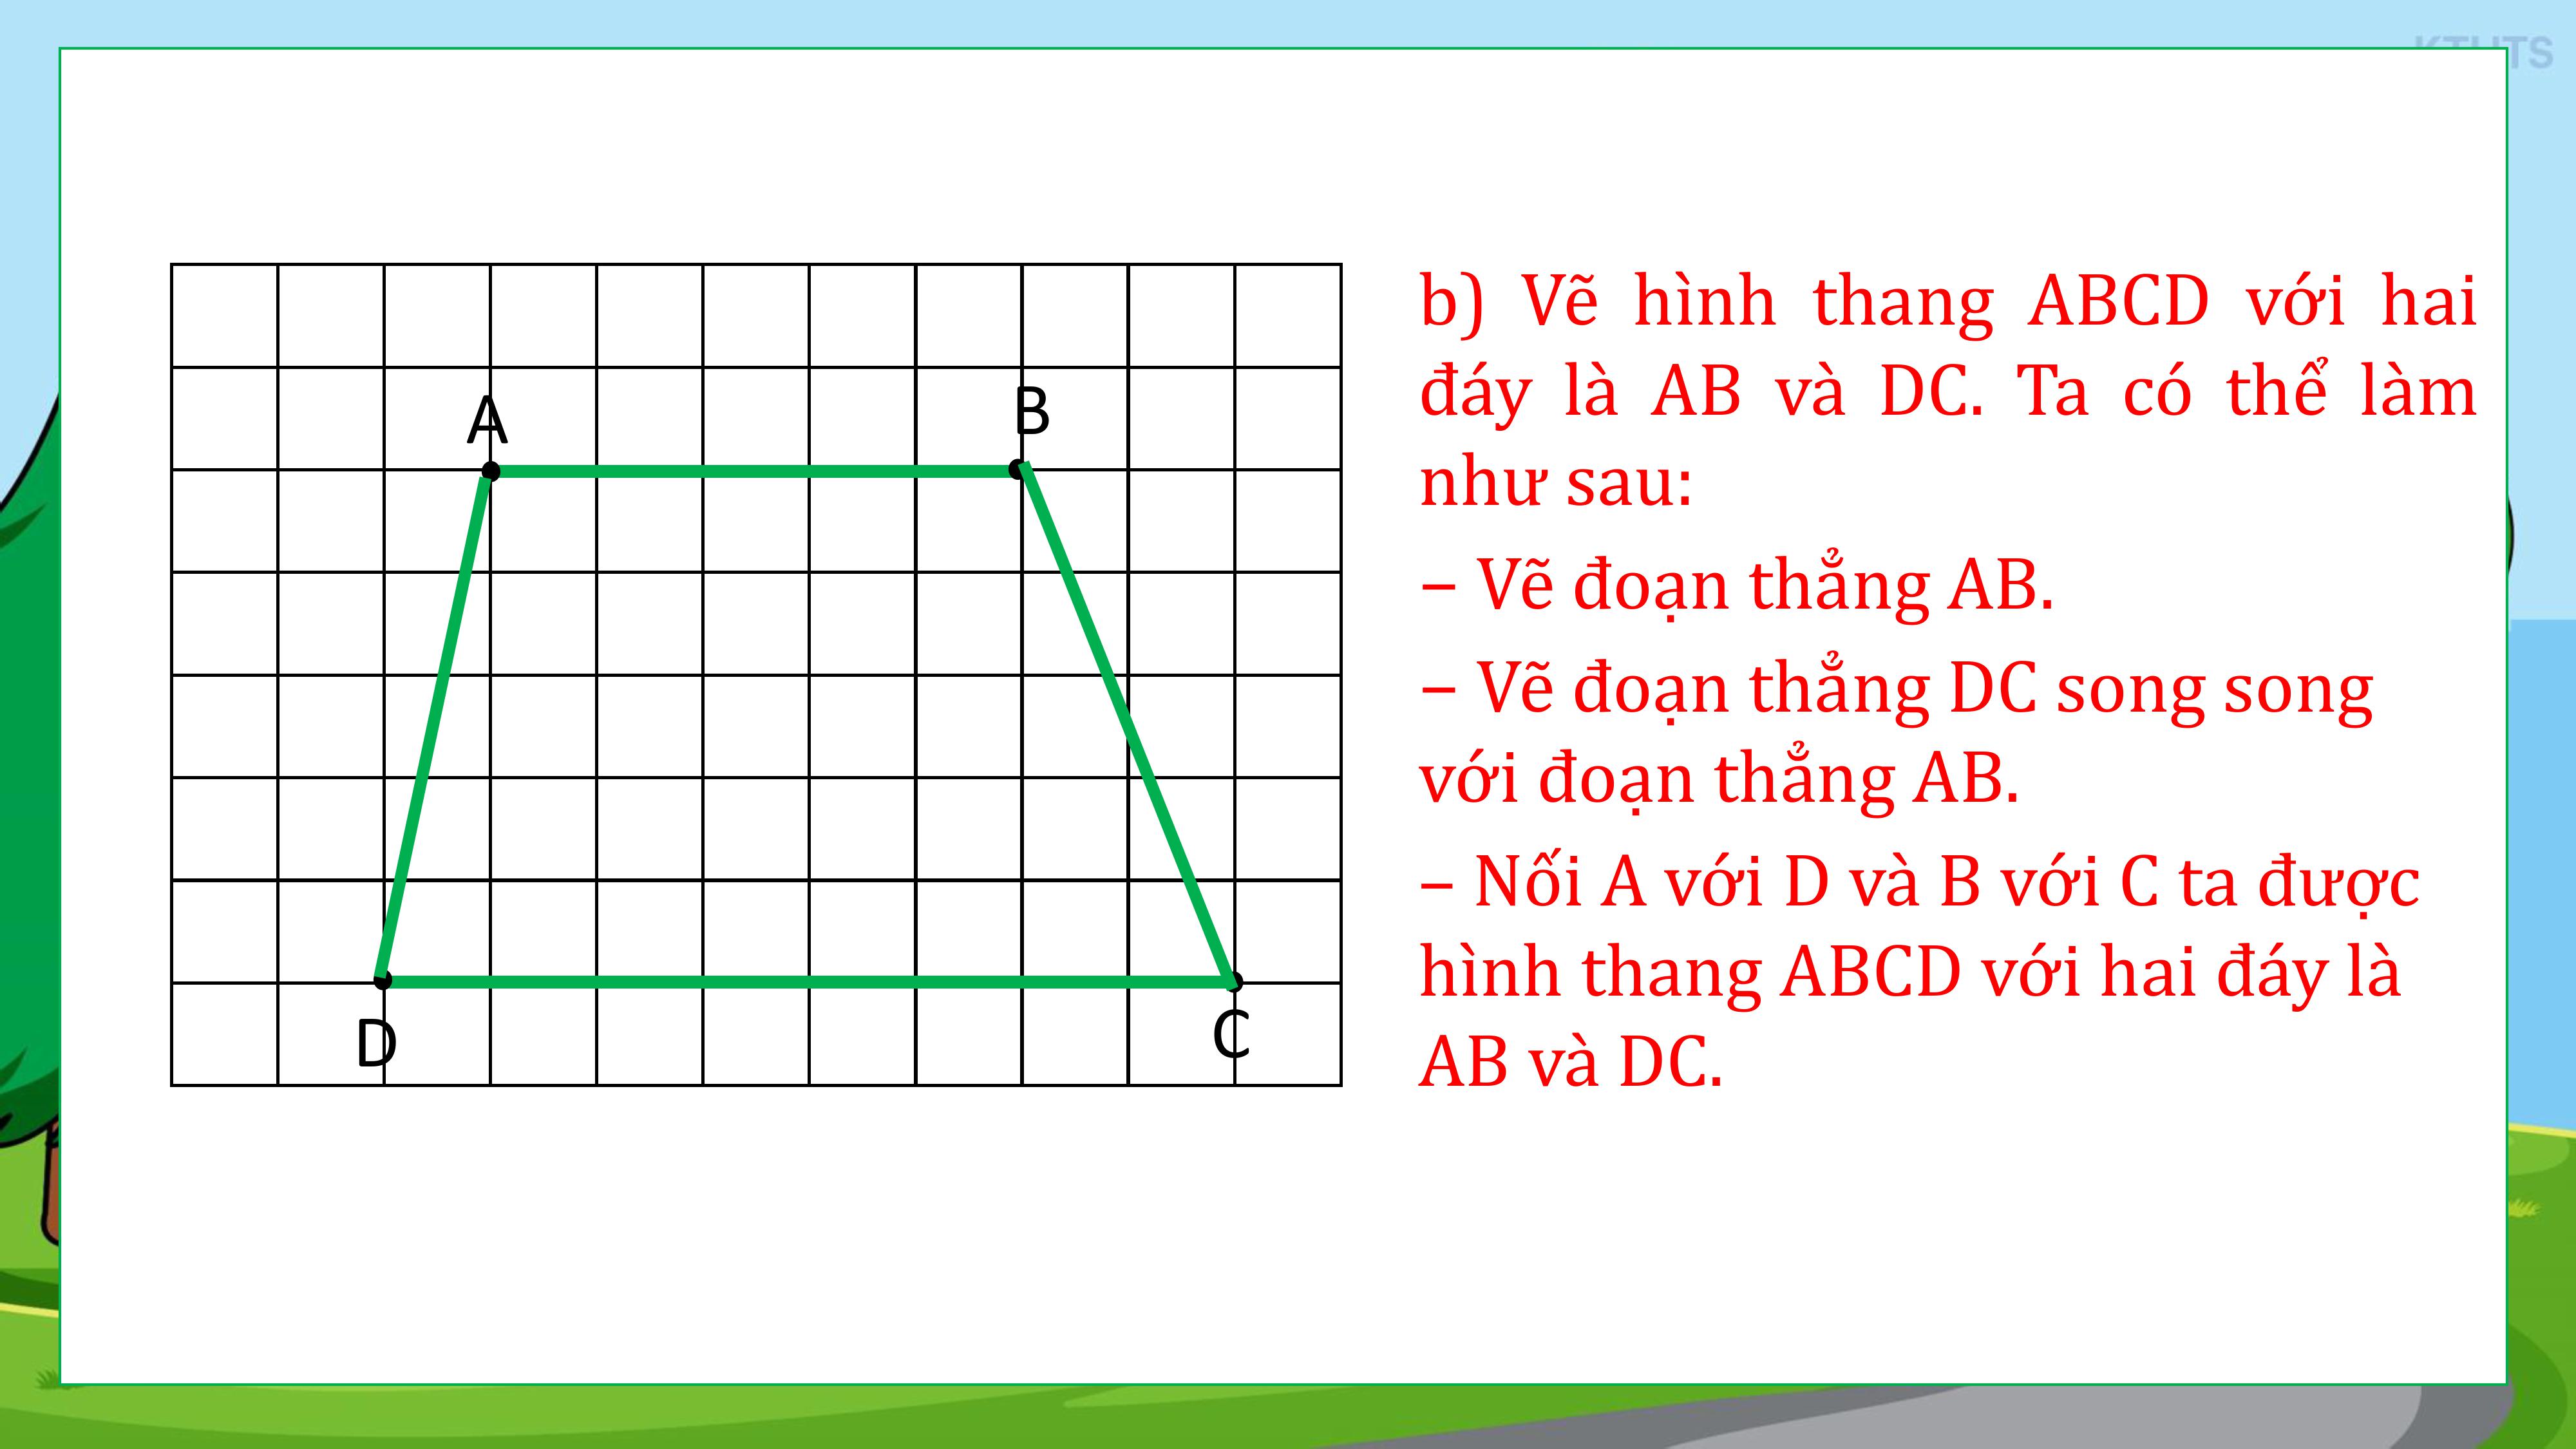 A
B
D
C
b) Vẽ hình thang ABCD với hai
đáy là AB và DC. Ta có thể làm
như sau:
– Vẽ đoạn thẳng AB.
– Vẽ đoạn thẳng DC song song
với đoạn thẳng AB.
– Nối A với D và B với C ta được
hình thang ABCD với hai đáy là
AB và DC.